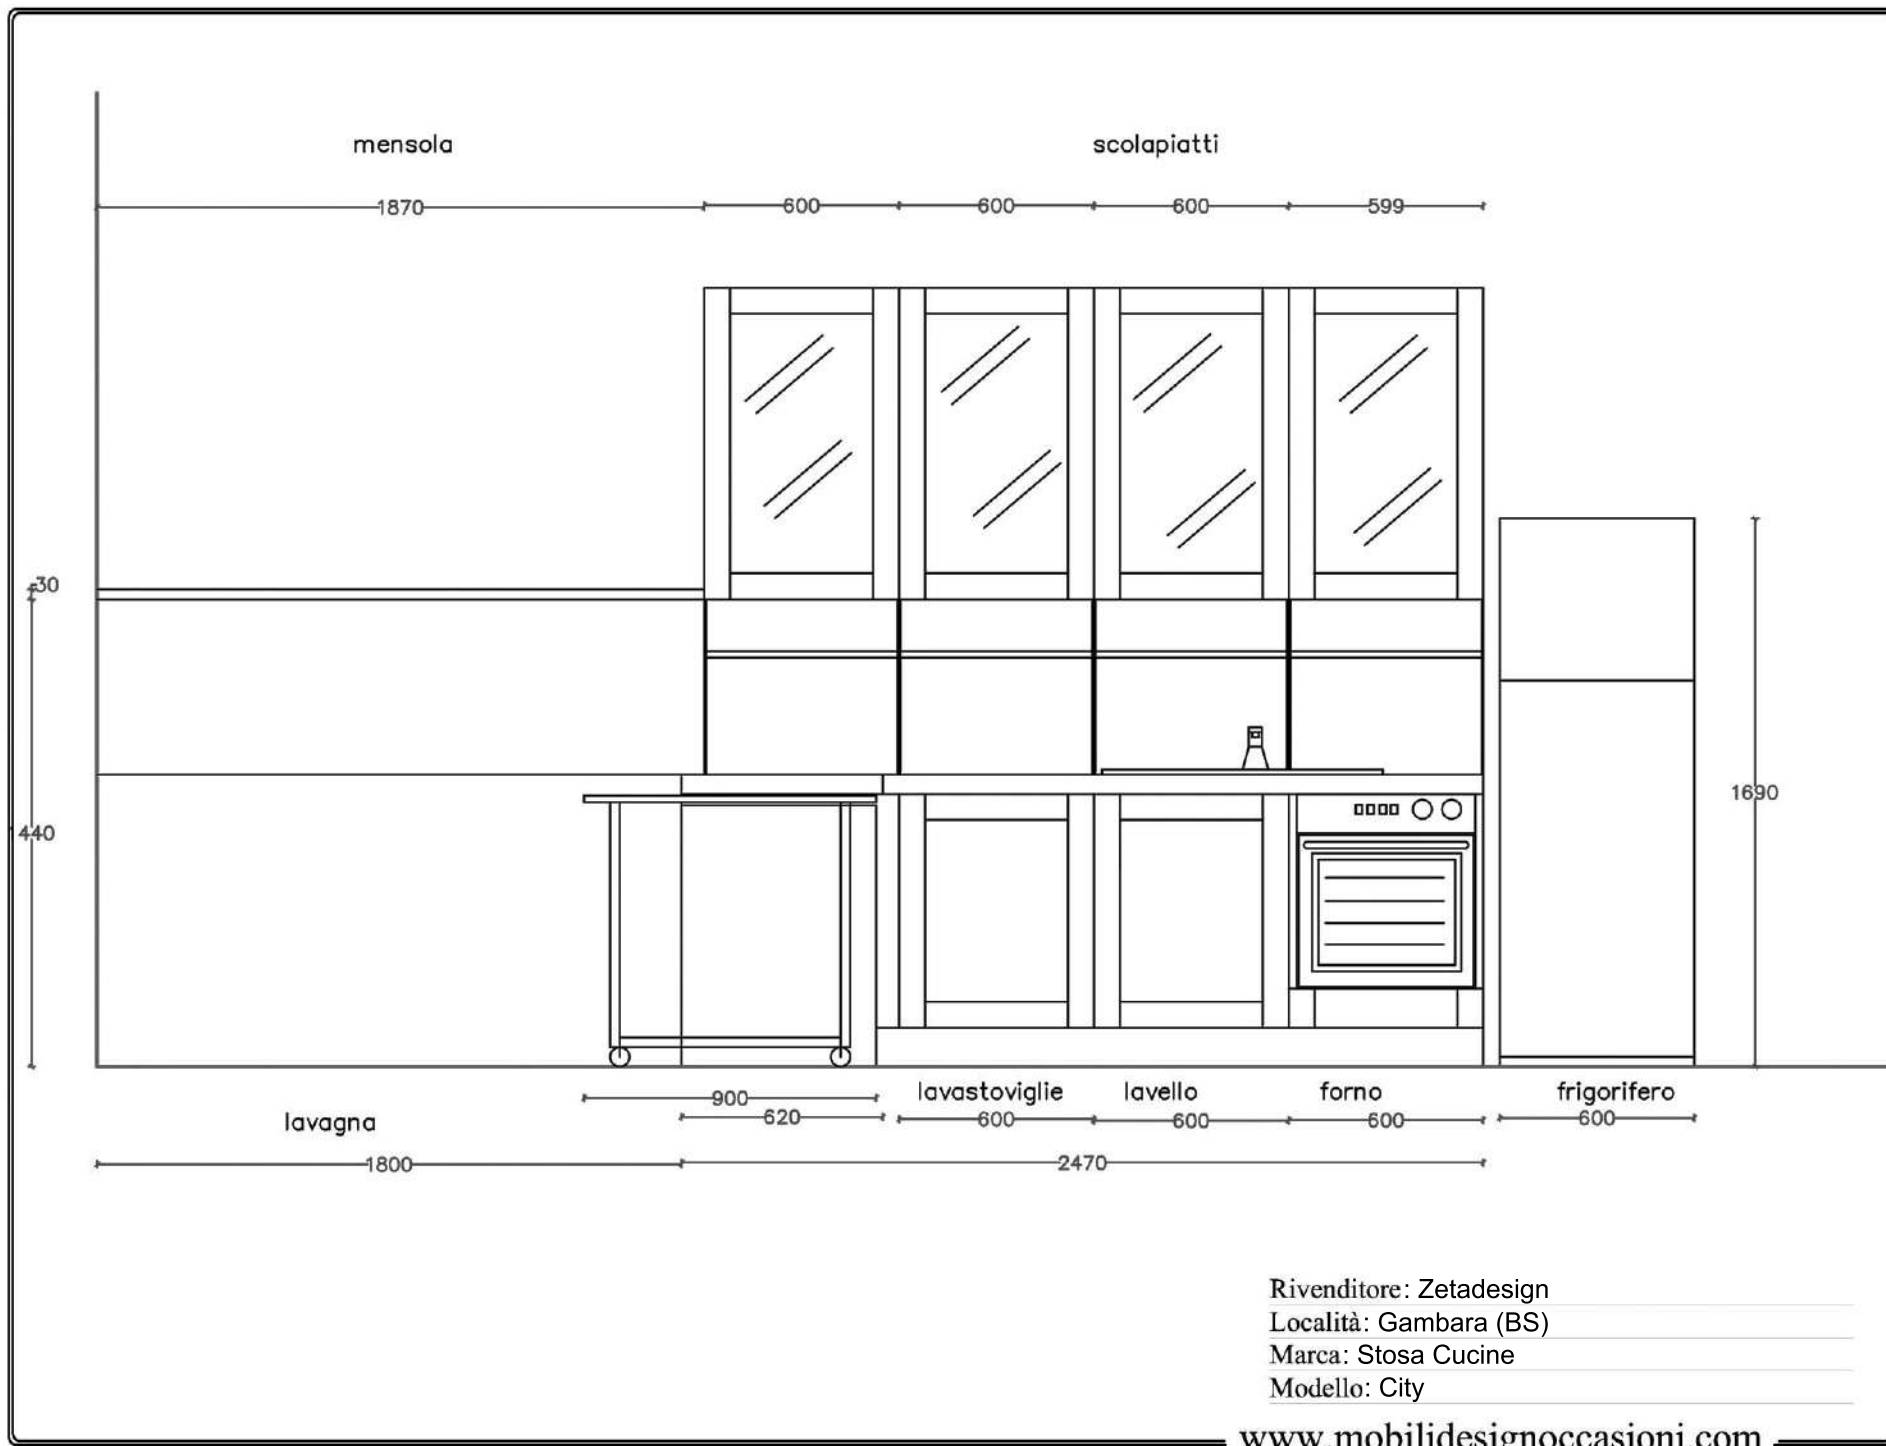 mensola scolapiatti
1870 600 600 600 599
30
440
1690
lavastoviglie lavello forno frigorifero
900
620 600 600 600 600
lavagna
1800 2470
Rivenditore: Zetadesign
Località: Gambara (BS)
Marca: Stosa Cucine
Modello: City
www.mobilidesignoccasioni.com